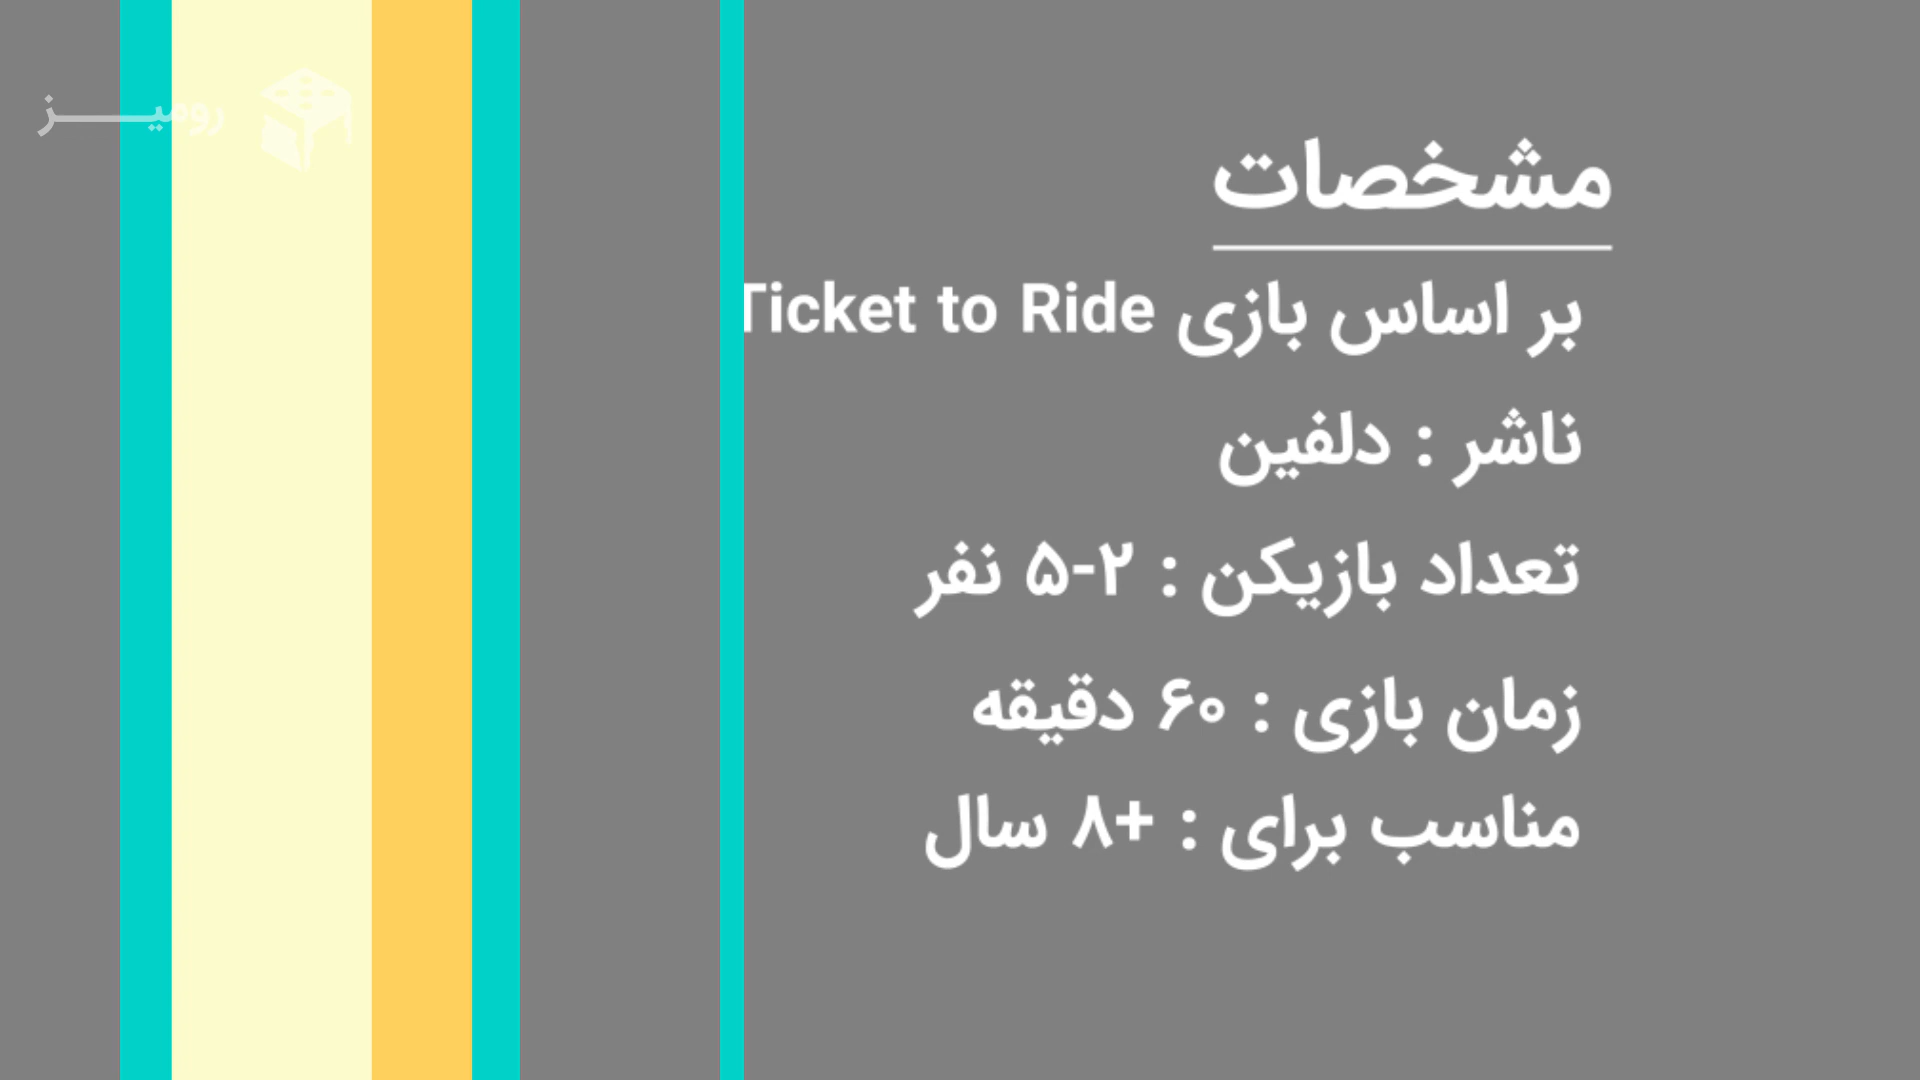 رومیز
مشخصات
بر اساس بازی Ticket to Ride
ناشر : دلفین
تعداد بازیکن : ۲-۵ نفر
زمان بازی : ۶۰ دقیقه
مناسب برای : +۸ سال